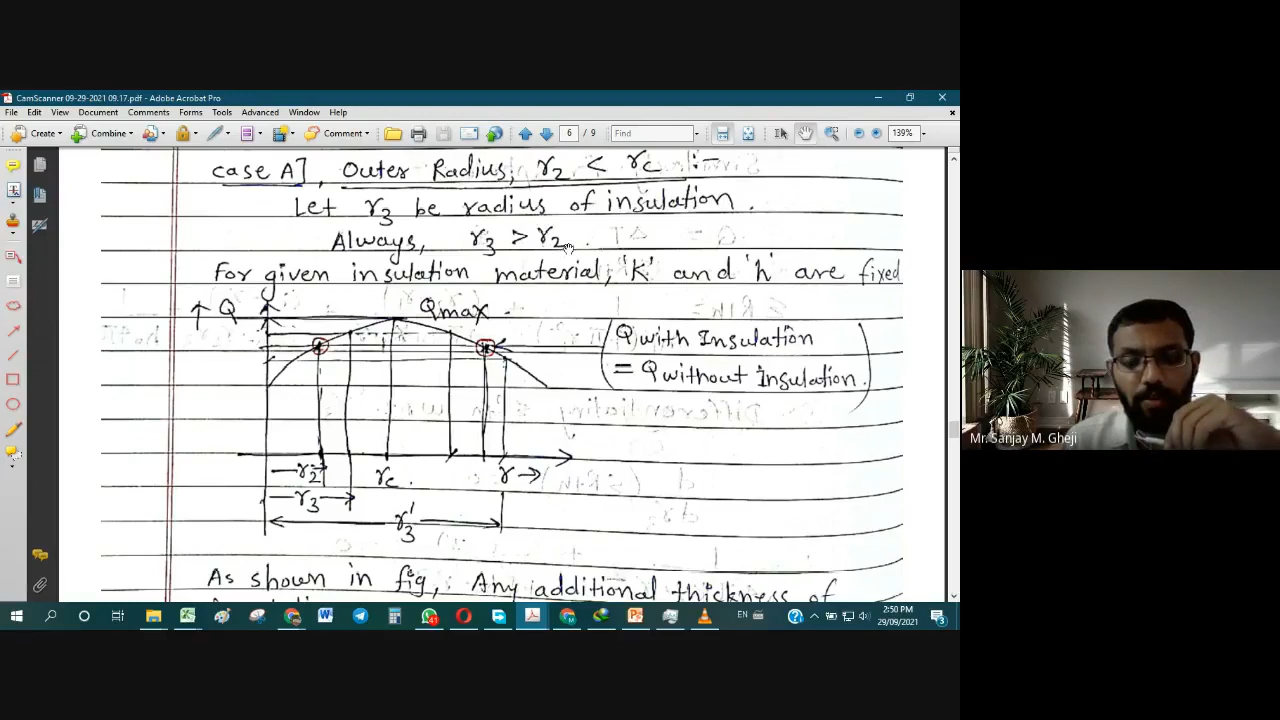 CamScanner 09-29-2021 09.17.pdf - Adobe Acrobat Pro
File Edit View Document Comments Forms Tools Advanced Window Help
Create Combine Comment 6 / 9 Find 139%
case A], Outer Radius, r2 < rc :-
Let r3 be radius of insulation.
Always, r3 > r2.
For given insulation material, 'K' and 'h' are fixed
↑ Q Qmax.
Q with Insulation
= Q without Insulation.
r2 rc. r→
r3
r3'
As shown in fig, : Any additional thickness of
Mr. Sanjay M. Gheji
41 EN 2:50 PM
29/09/2021 3